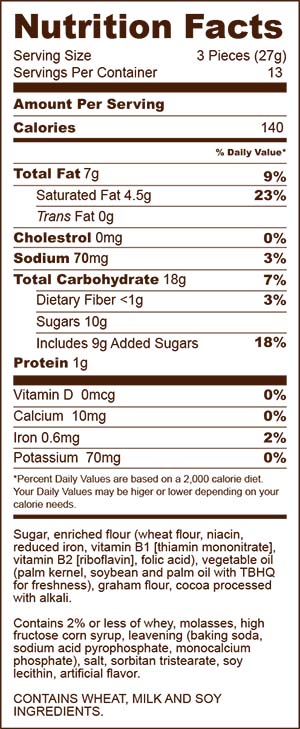 Nutrition Facts
Serving Size 3 Pieces (27g)
Servings Per Container 13
Amount Per Serving
Calories 140
% Daily Value*
Total Fat 7g 9%
Saturated Fat 4.5g 23%
Trans Fat 0g
Cholestrol 0mg 0%
Sodium 70mg 3%
Total Carbohydrate 18g 7%
Dietary Fiber <1g 3%
Sugars 10g
Includes 9g Added Sugars 18%
Protein 1g
Vitamin D 0mcg 0%
Calcium 10mg 0%
Iron 0.6mg 2%
Potassium 70mg 0%
*Percent Daily Values are based on a 2,000 calorie diet.
Your Daily Values may be higer or lower depending on your
calorie needs.
Sugar, enriched flour (wheat flour, niacin,
reduced iron, vitamin B1 [thiamin mononitrate],
vitamin B2 [riboflavin], folic acid), vegetable oil
(palm kernel, soybean and palm oil with TBHQ
for freshness), graham flour, cocoa processed
with alkali.
Contains 2% or less of whey, molasses, high
fructose corn syrup, leavening (baking soda,
sodium acid pyrophosphate, monocalcium
phosphate), salt, sorbitan tristearate, soy
lecithin, artificial flavor.
CONTAINS WHEAT, MILK AND SOY
INGREDIENTS.